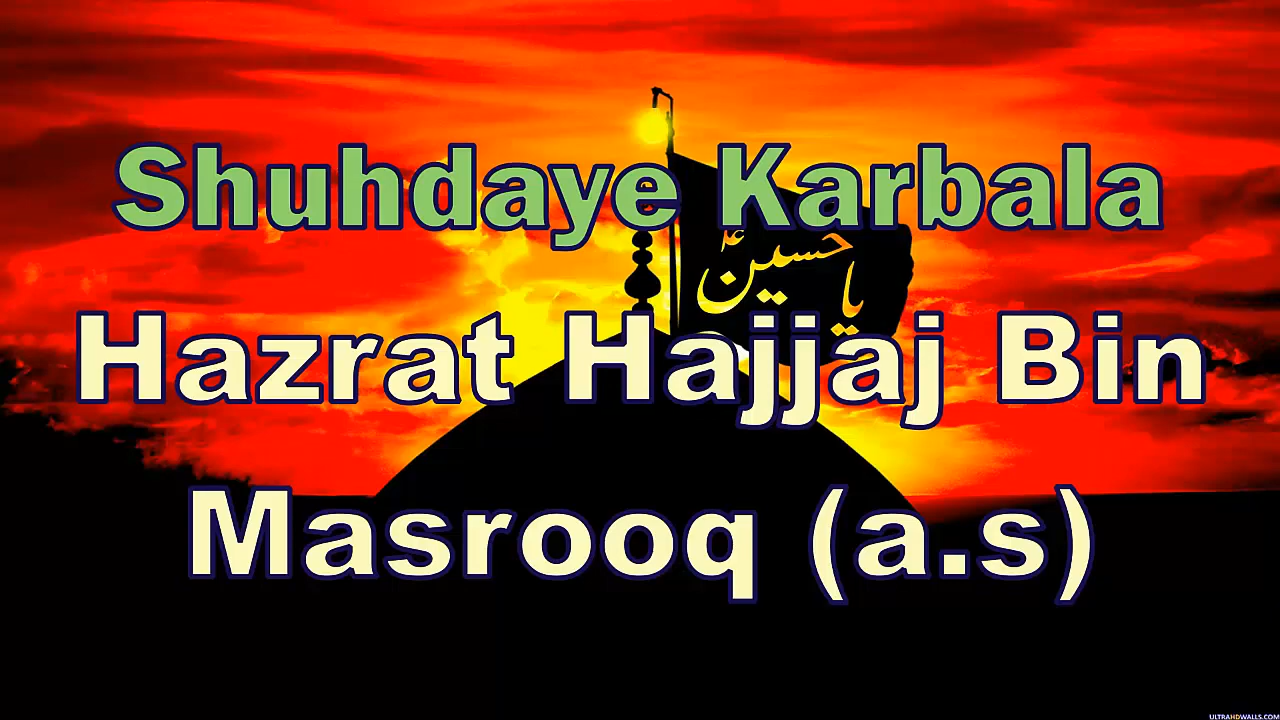 Shuhdaye Karbala
يا حسين ع
Hazrat Hajjaj Bin
Masrooq (a.s)
ULTRAHDWALLS.COM